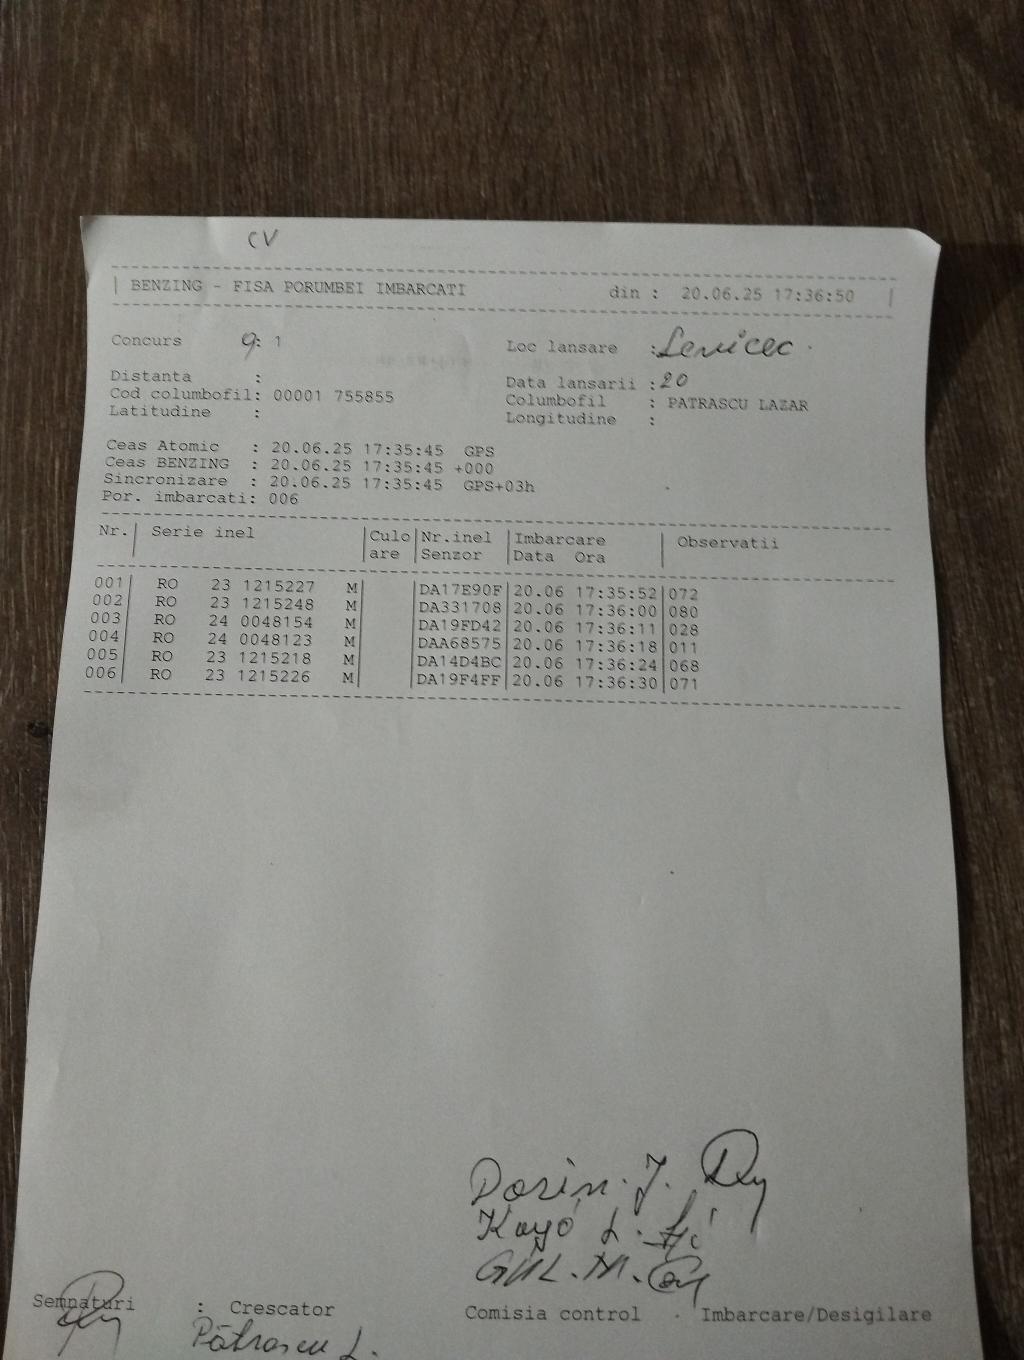 CV
BENZING - FISA PORUMBEI IMBARCATI din : 20.06.25 17:36:50
Concurs 9: 1 Loc lansare :
Distanta : Data lansarii : 20
Cod columbofil: 00001 755855 Columbofil : PATRASCU LAZAR
Latitudine : Longitudine :
Ceas Atomic : 20.06.25 17:35:45 GPS
Ceas BENZING : 20.06.25 17:35:45 +000
Sincronizare : 20.06.25 17:35:45 GPS+03h
Por. imbarcati: 006
Nr. Serie inel Culo Nr.inel Imbarcare Observatii
are Senzor Data Ora
001 RO 23 1215227 M DA17E90F 20.06 17:35:52 072
002 RO 23 1215248 M DA331708 20.06 17:36:00 080
003 RO 24 0048154 M DA19FD42 20.06 17:36:11 028
004 RO 24 0048123 M DAA68575 20.06 17:36:18 011
005 RO 23 1215218 M DA14D4BC 20.06 17:36:24 068
006 RO 23 1215226 M DA19F4FF 20.06 17:36:30 071
Dorin. J.
L.
M.
Semnaturi : Crescator Comisia control . Imbarcare/Desigilare
Pătrascu L.